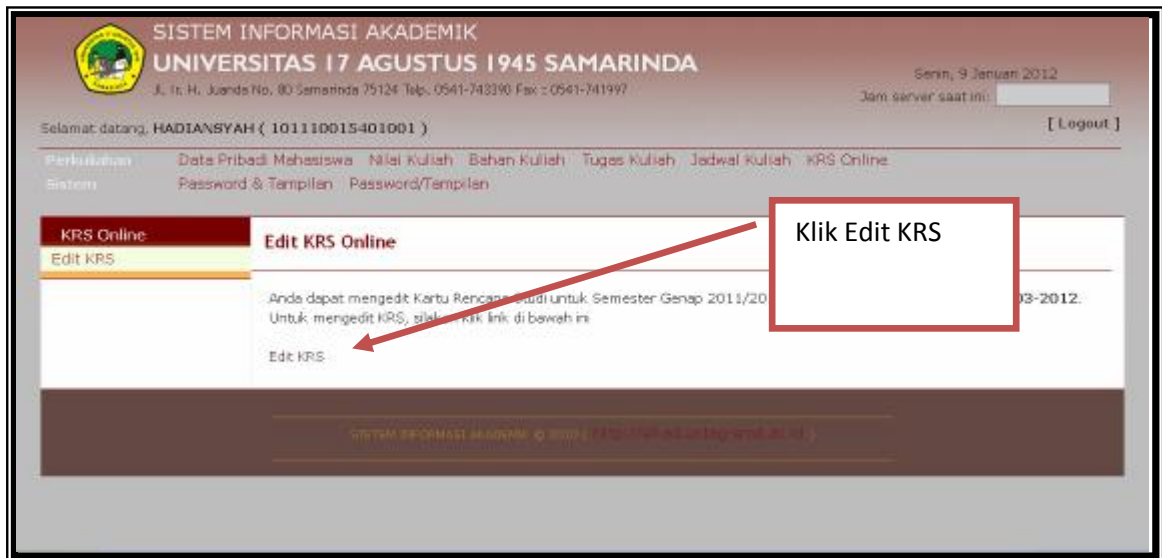 SISTEM INFORMASI AKADEMIK
UNIVERSITAS 17 AGUSTUS 1945 SAMARINDA
Jl. Ir. H. Juanda No. 80 Samarinda 75124 Telp. 0541-743390 Fax : 0541-741997
Senin, 9 Januari 2012
Jam server saat ini:
Selamat datang, HADIANSYAH ( 101110015401001 )
[ Logout ]
Perkuliahan Data Pribadi Mahasiswa Nilai Kuliah Bahan Kuliah Tugas Kuliah Jadwal Kuliah KRS Online
Sistem Password & Tampilan Password/Tampilan
KRS Online
Edit KRS
Edit KRS Online
Klik Edit KRS
Anda dapat mengedit Kartu Rencana Studi untuk Semester Genap 2011/20 03-2012.
Untuk mengedit KRS, silakan klik link di bawah ini
Edit KRS
SISTEM INFORMASI AKADEMIK ©